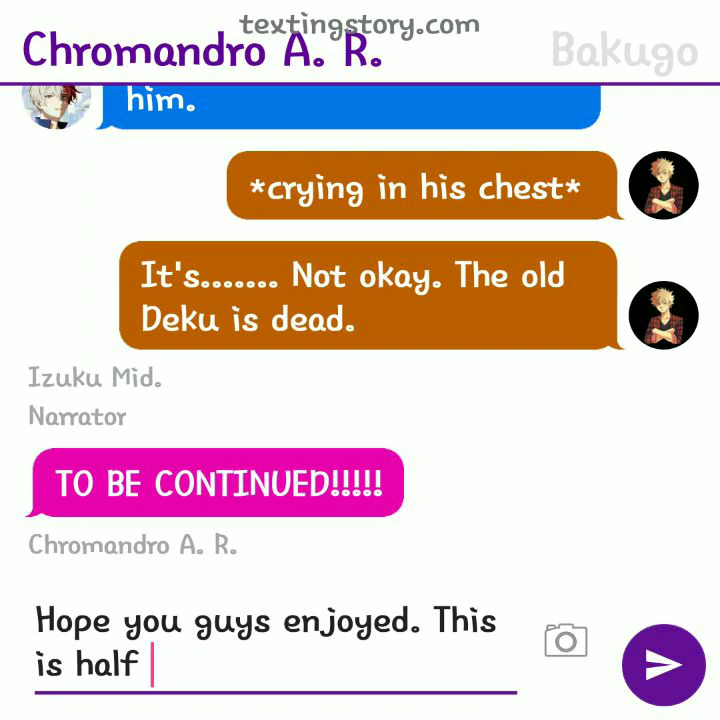 textingstory.com
Chromandro A. R.
Bakugo
him.
*crying in his chest*
It's....... Not okay. The old
Deku is dead.
Izuku Mid.
Narrator
TO BE CONTINUED!!!!!
Chromandro A. R.
Hope you guys enjoyed. This
is half